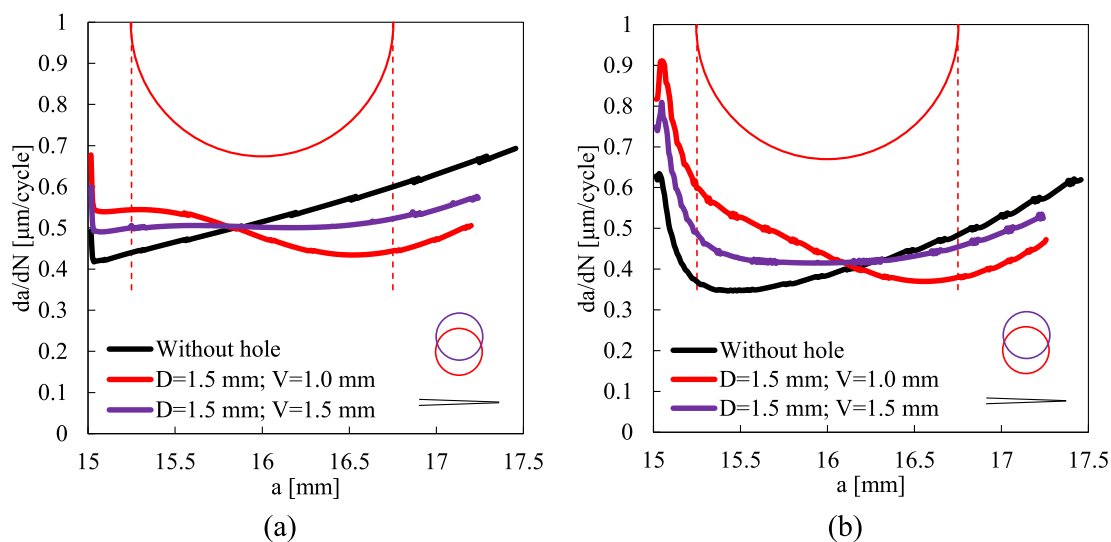 1
0.9
0.8
0.7
0.6
0.5
0.4
0.3
0.2
0.1
0
da/dN [µm/cycle]
Without hole
D=1.5 mm; V=1.0 mm
D=1.5 mm; V=1.5 mm
15 15.5 16 16.5 17 17.5
a [mm]
(a)
1
0.9
0.8
0.7
0.6
0.5
0.4
0.3
0.2
0.1
0
da/dN [µm/cycle]
Without hole
D=1.5 mm; V=1.0 mm
D=1.5 mm; V=1.5 mm
15 15.5 16 16.5 17 17.5
a [mm]
(b)